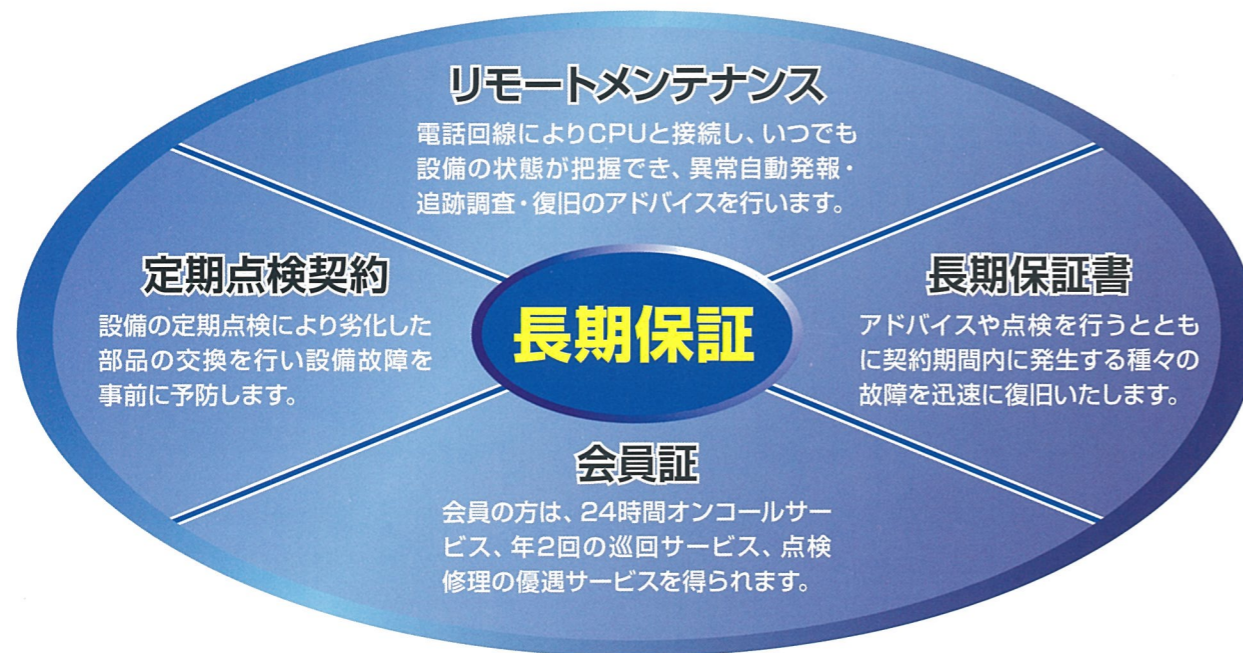 リモートメンテナンス
電話回線によりCPUと接続し、いつでも
設備の状態が把握でき、異常自動発報・
追跡調査・復旧のアドバイスを行います。
定期点検契約
設備の定期点検により劣化した
部品の交換を行い設備故障を
事前に予防します。
長期保証
長期保証書
アドバイスや点検を行うととも
に契約期間内に発生する種々の
故障を迅速に復旧いたします。
会員証
会員の方は、24時間オンコールサー
ビス、年2回の巡回サービス、点検
修理の優遇サービスを得られます。